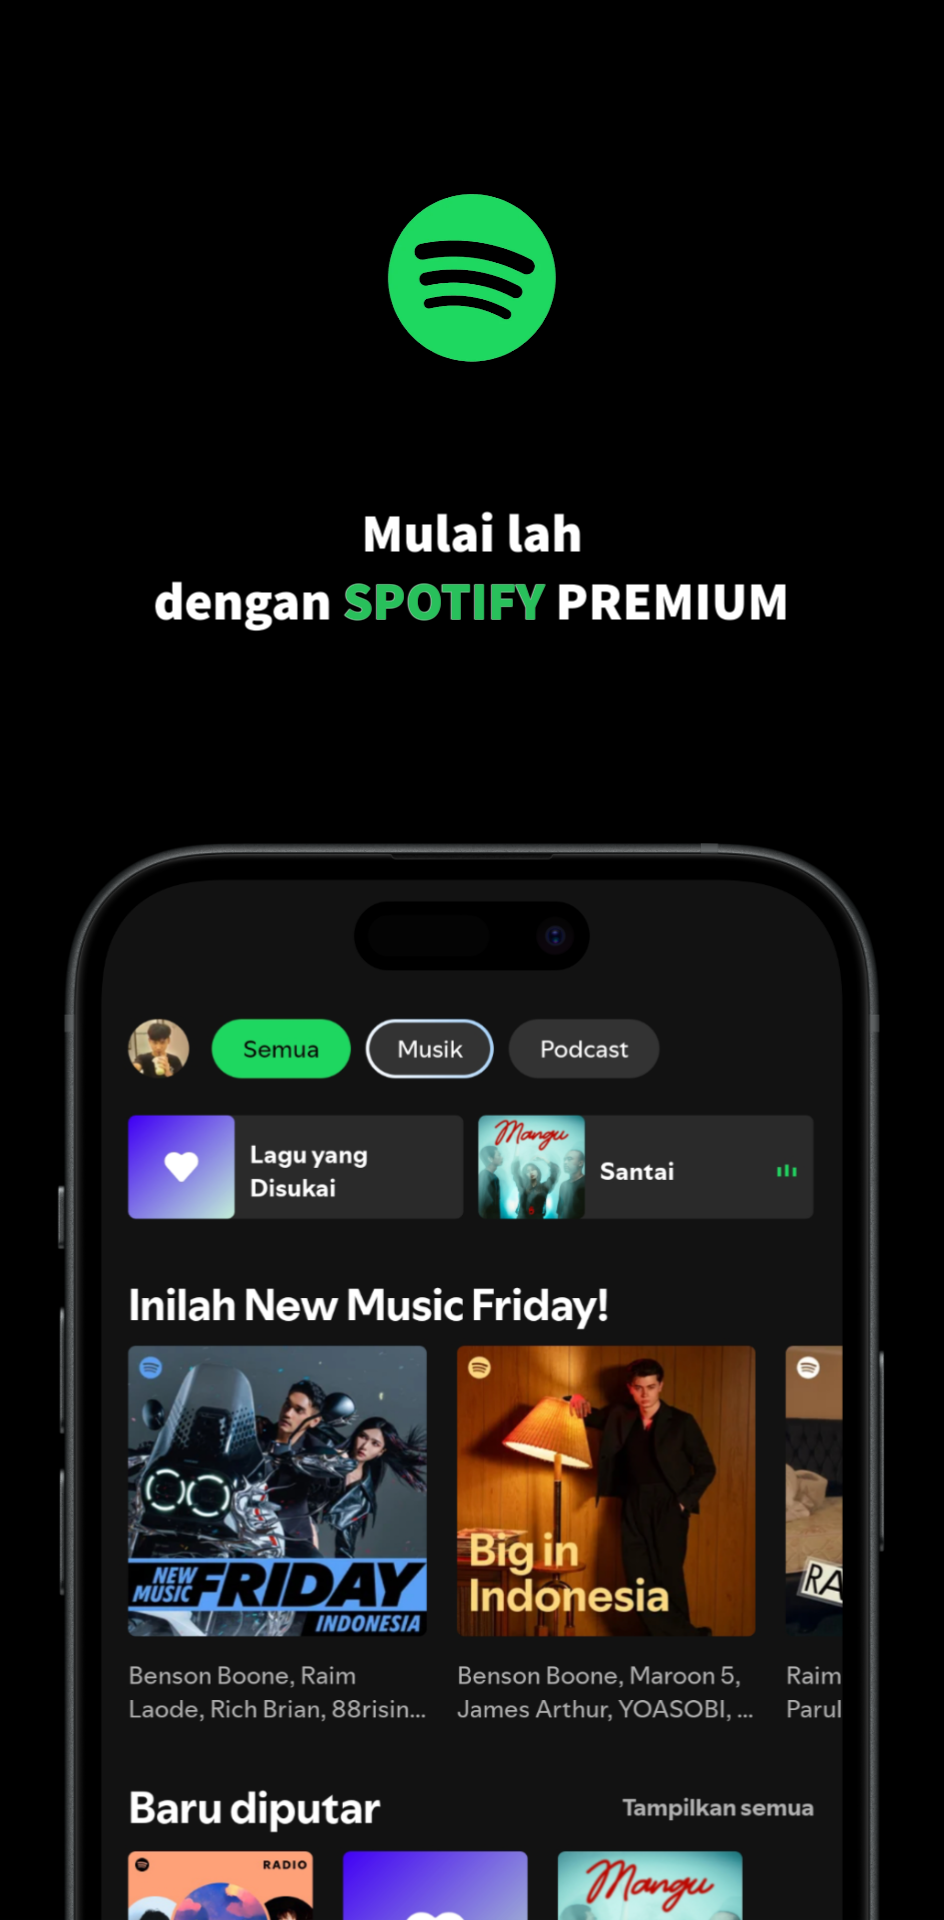 Mulai lah
dengan SPOTIFY PREMIUM
Semua
Musik
Podcast
Lagu yang
Disukai
Mangu
Santai
Inilah New Music Friday!
NEW
MUSIC FRIDAY
INDONESIA
Big in
Indonesia
RA
Benson Boone, Raim
Laode, Rich Brian, 88risin...
Benson Boone, Maroon 5,
James Arthur, YOASOBI, ...
Raim
Parul
Baru diputar
Tampilkan semua
RADIO
Mangu